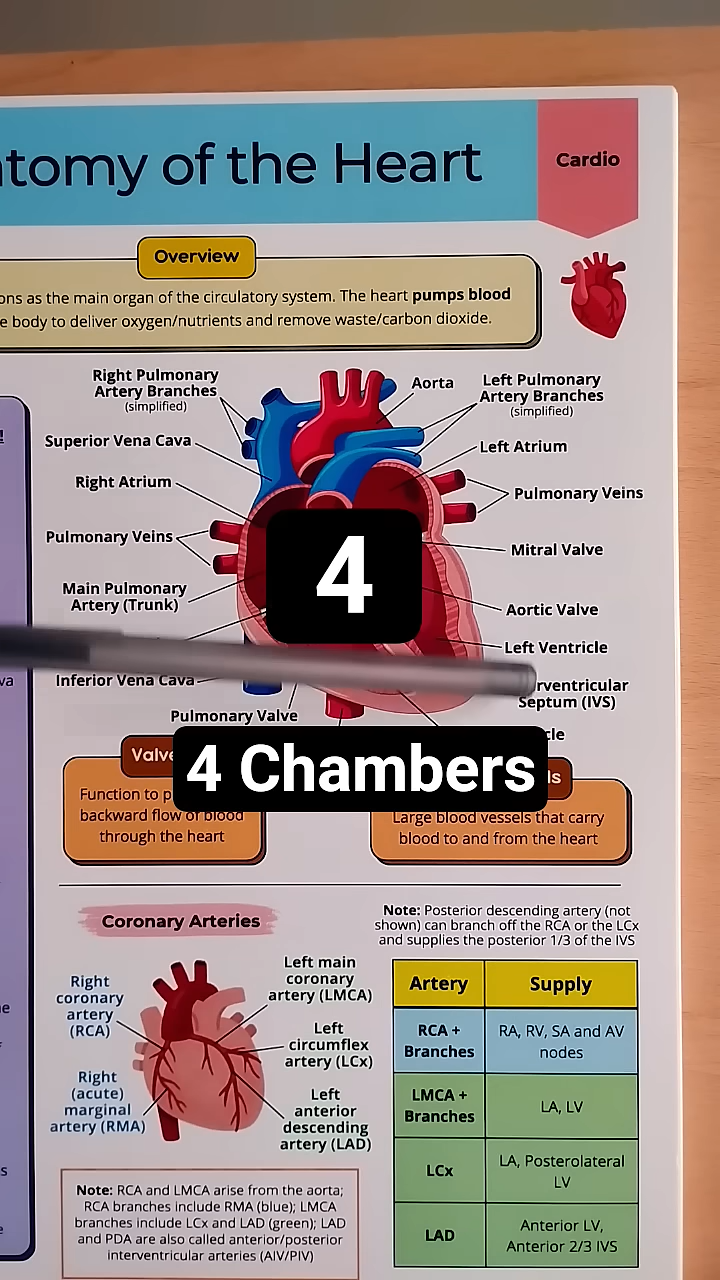 tomy of the Heart
Cardio
Overview
ons as the main organ of the circulatory system. The heart pumps blood
e body to deliver oxygen/nutrients and remove waste/carbon dioxide.
Right Pulmonary
Artery Branches
(simplified)
Aorta
Left Pulmonary
Artery Branches
(simplified)
Superior Vena Cava
Left Atrium
Right Atrium
Pulmonary Veins
Pulmonary Veins
Mitral Valve
Main Pulmonary
Artery (Trunk)
4
Aortic Valve
Left Ventricle
va
Inferior Vena Cava
rventricular
Septum (IVS)
Pulmonary Valve
cle
4 Chambers
Valve
ls
Function to p
backward flow of blood
through the heart
Large blood vessels that carry
blood to and from the heart
Coronary Arteries
Note: Posterior descending artery (not
shown) can branch off the RCA or the LCx
and supplies the posterior 1/3 of the IVS
Right
coronary
artery
(RCA)
Left main
coronary
artery (LMCA)
Left
circumflex
artery (LCx)
Right
(acute)
marginal
artery (RMA)
Left
anterior
descending
artery (LAD)
Artery Supply
RCA +
Branches
RA, RV, SA and AV
nodes
LMCA +
Branches
LA, LV
LCx
LA, Posterolateral
LV
LAD
Anterior LV,
Anterior 2/3 IVS
Note: RCA and LMCA arise from the aorta;
RCA branches include RMA (blue); LMCA
branches include LCx and LAD (green); LAD
and PDA are also called anterior/posterior
interventricular arteries (AIV/PIV)